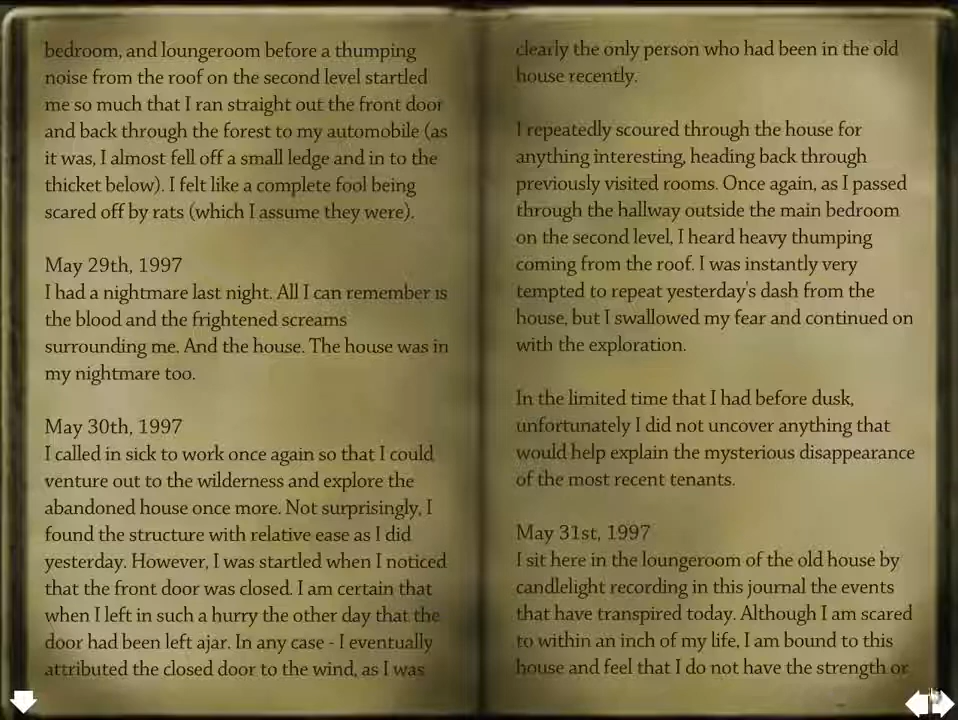 bedroom, and loungeroom before a thumping
noise from the roof on the second level startled
me so much that I ran straight out the front door
and back through the forest to my automobile (as
it was, I almost fell off a small ledge and in to the
thicket below). I felt like a complete fool being
scared off by rats (which I assume they were).
May 29th, 1997
I had a nightmare last night. All I can remember is
the blood and the frightened screams
surrounding me. And the house. The house was in
my nightmare too.
May 30th, 1997
I called in sick to work once again so that I could
venture out to the wilderness and explore the
abandoned house once more. Not surprisingly, I
found the structure with relative ease as I did
yesterday. However, I was startled when I noticed
that the front door was closed. I am certain that
when I left in such a hurry the other day that the
door had been left ajar. In any case - I eventually
attributed the closed door to the wind, as I was
clearly the only person who had been in the old
house recently.
I repeatedly scoured through the house for
anything interesting, heading back through
previously visited rooms. Once again, as I passed
through the hallway outside the main bedroom
on the second level, I heard heavy thumping
coming from the roof. I was instantly very
tempted to repeat yesterday's dash from the
house, but I swallowed my fear and continued on
with the exploration.
In the limited time that I had before dusk,
unfortunately I did not uncover anything that
would help explain the mysterious disappearance
of the most recent tenants.
May 31st, 1997
I sit here in the loungeroom of the old house by
candlelight recording in this journal the events
that have transpired today. Although I am scared
to within an inch of my life, I am bound to this
house and feel that I do not have the strength or